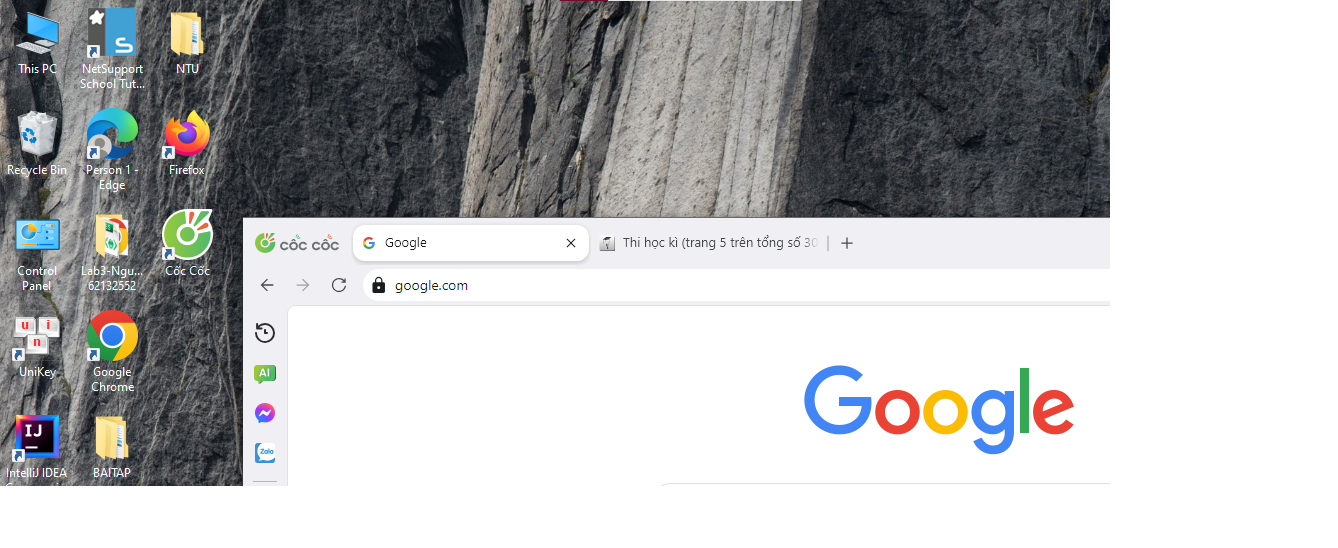 This PC
NetSupport
School Tut...
NTU
Recycle Bin
Person 1 -
Edge
Firefox
Control
Panel
Lab3-Ngu...
62132552
Cốc Cốc
UniKey
Google
Chrome
IntelliJ IDEA
BAITAP
cốc cốc
Google
Thi học kì (trang 5 trên tổng số 30
google.com
AI
Zalo
Google
u i
n
IJ
S